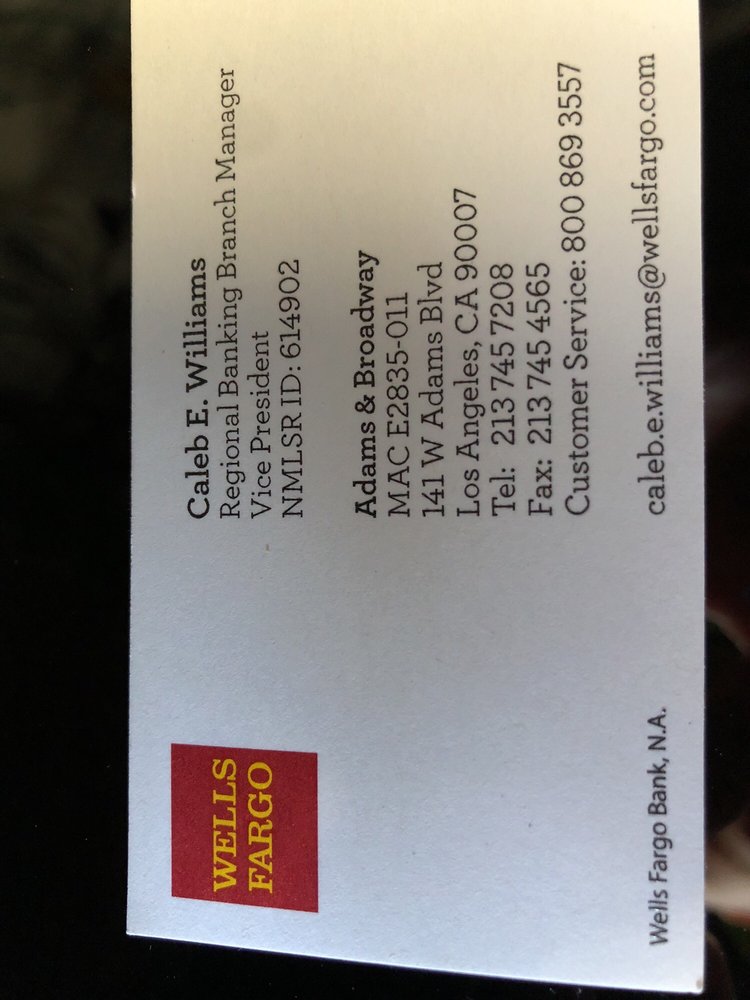 WELLS
FARGO
Caleb E. Williams
Regional Banking Branch Manager
Vice President
NMLSR ID: 614902
Adams & Broadway
MAC E2835-011
141 W Adams Blvd
Los Angeles, CA 90007
Tel: 213 745 7208
Fax: 213 745 4565
Customer Service: 800 869 3557
caleb.e.williams@wellsfargo.com
Wells Fargo Bank, N.A.